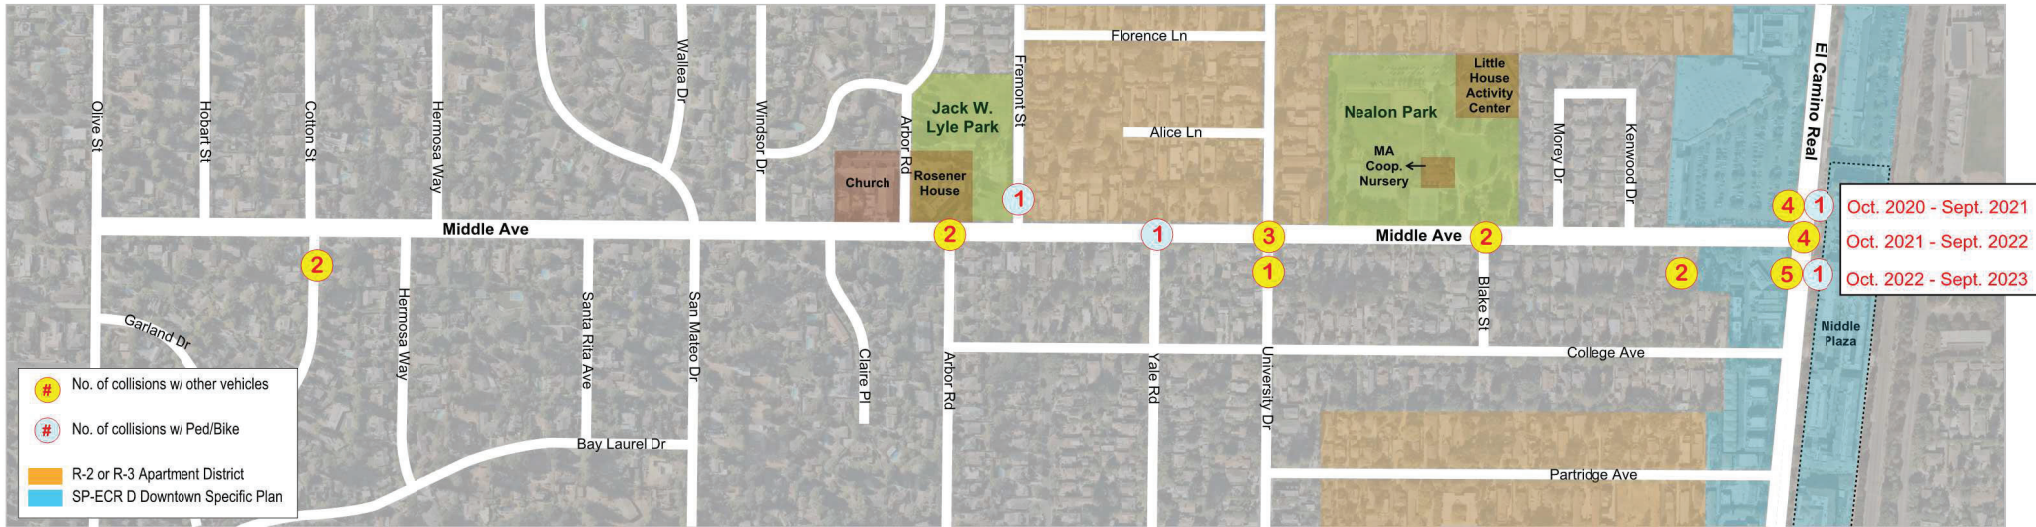 Florence Ln
El Camino Real
Little
House
Activity
Center
Wallea Dr
Fremont St
Olive St
Hobart St
Cotton St
Hermosa Way
Windsor Dr
Arbor Rd
Jack W.
Lyle Park
Alice Ln
Nealon Park
MA
Coop.
Nursery
Morey Dr
Kenwood Dr
Church
Rosener
House
1
4
1
Oct. 2020 - Sept. 2021
Middle Ave
2
1
3
Middle Ave
2
4
Oct. 2021 - Sept. 2022
2
1
2
5
1
Oct. 2022 - Sept. 2023
Garland Dr
Hermosa Way
Santa Rita Ave
San Mateo Dr
Claire Pl
Arbor Rd
Yale Rd
University Dr
Blake St
College Ave
Middle
Plaza
Bay Laurel Dr
Partridge Ave
# No. of collisions w/ other vehicles
# No. of collisions w/ Ped/Bike
R-2 or R-3 Apartment District
SP-ECR D Downtown Specific Plan